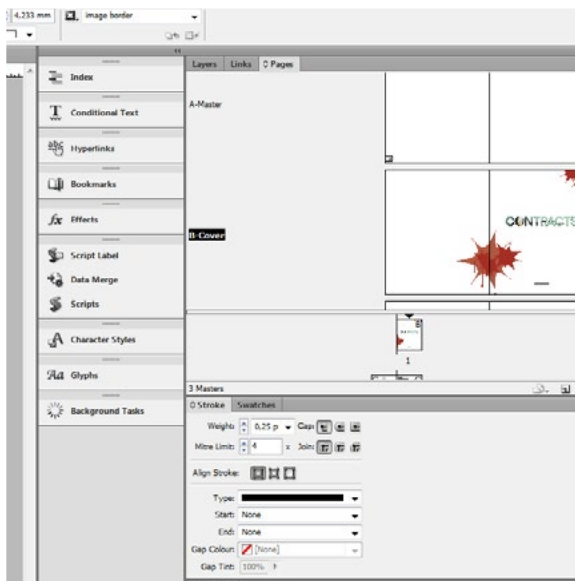 4,233 mm
image border
Layers Links Pages
Index
Conditional Text
Hyperlinks
Bookmarks
Effects
Script Label
Data Merge
Scripts
Character Styles
Glyphs
Background Tasks
A-Master
B-Cover
CONTRACTS
B
1
3 Masters
Stroke Swatches
Weight: 0,25 p Cap:
Mitre Limit: 4 x Join:
Align Stroke:
Type:
Start: None
End: None
Gap Colour: [None]
Gap Tint: 100%